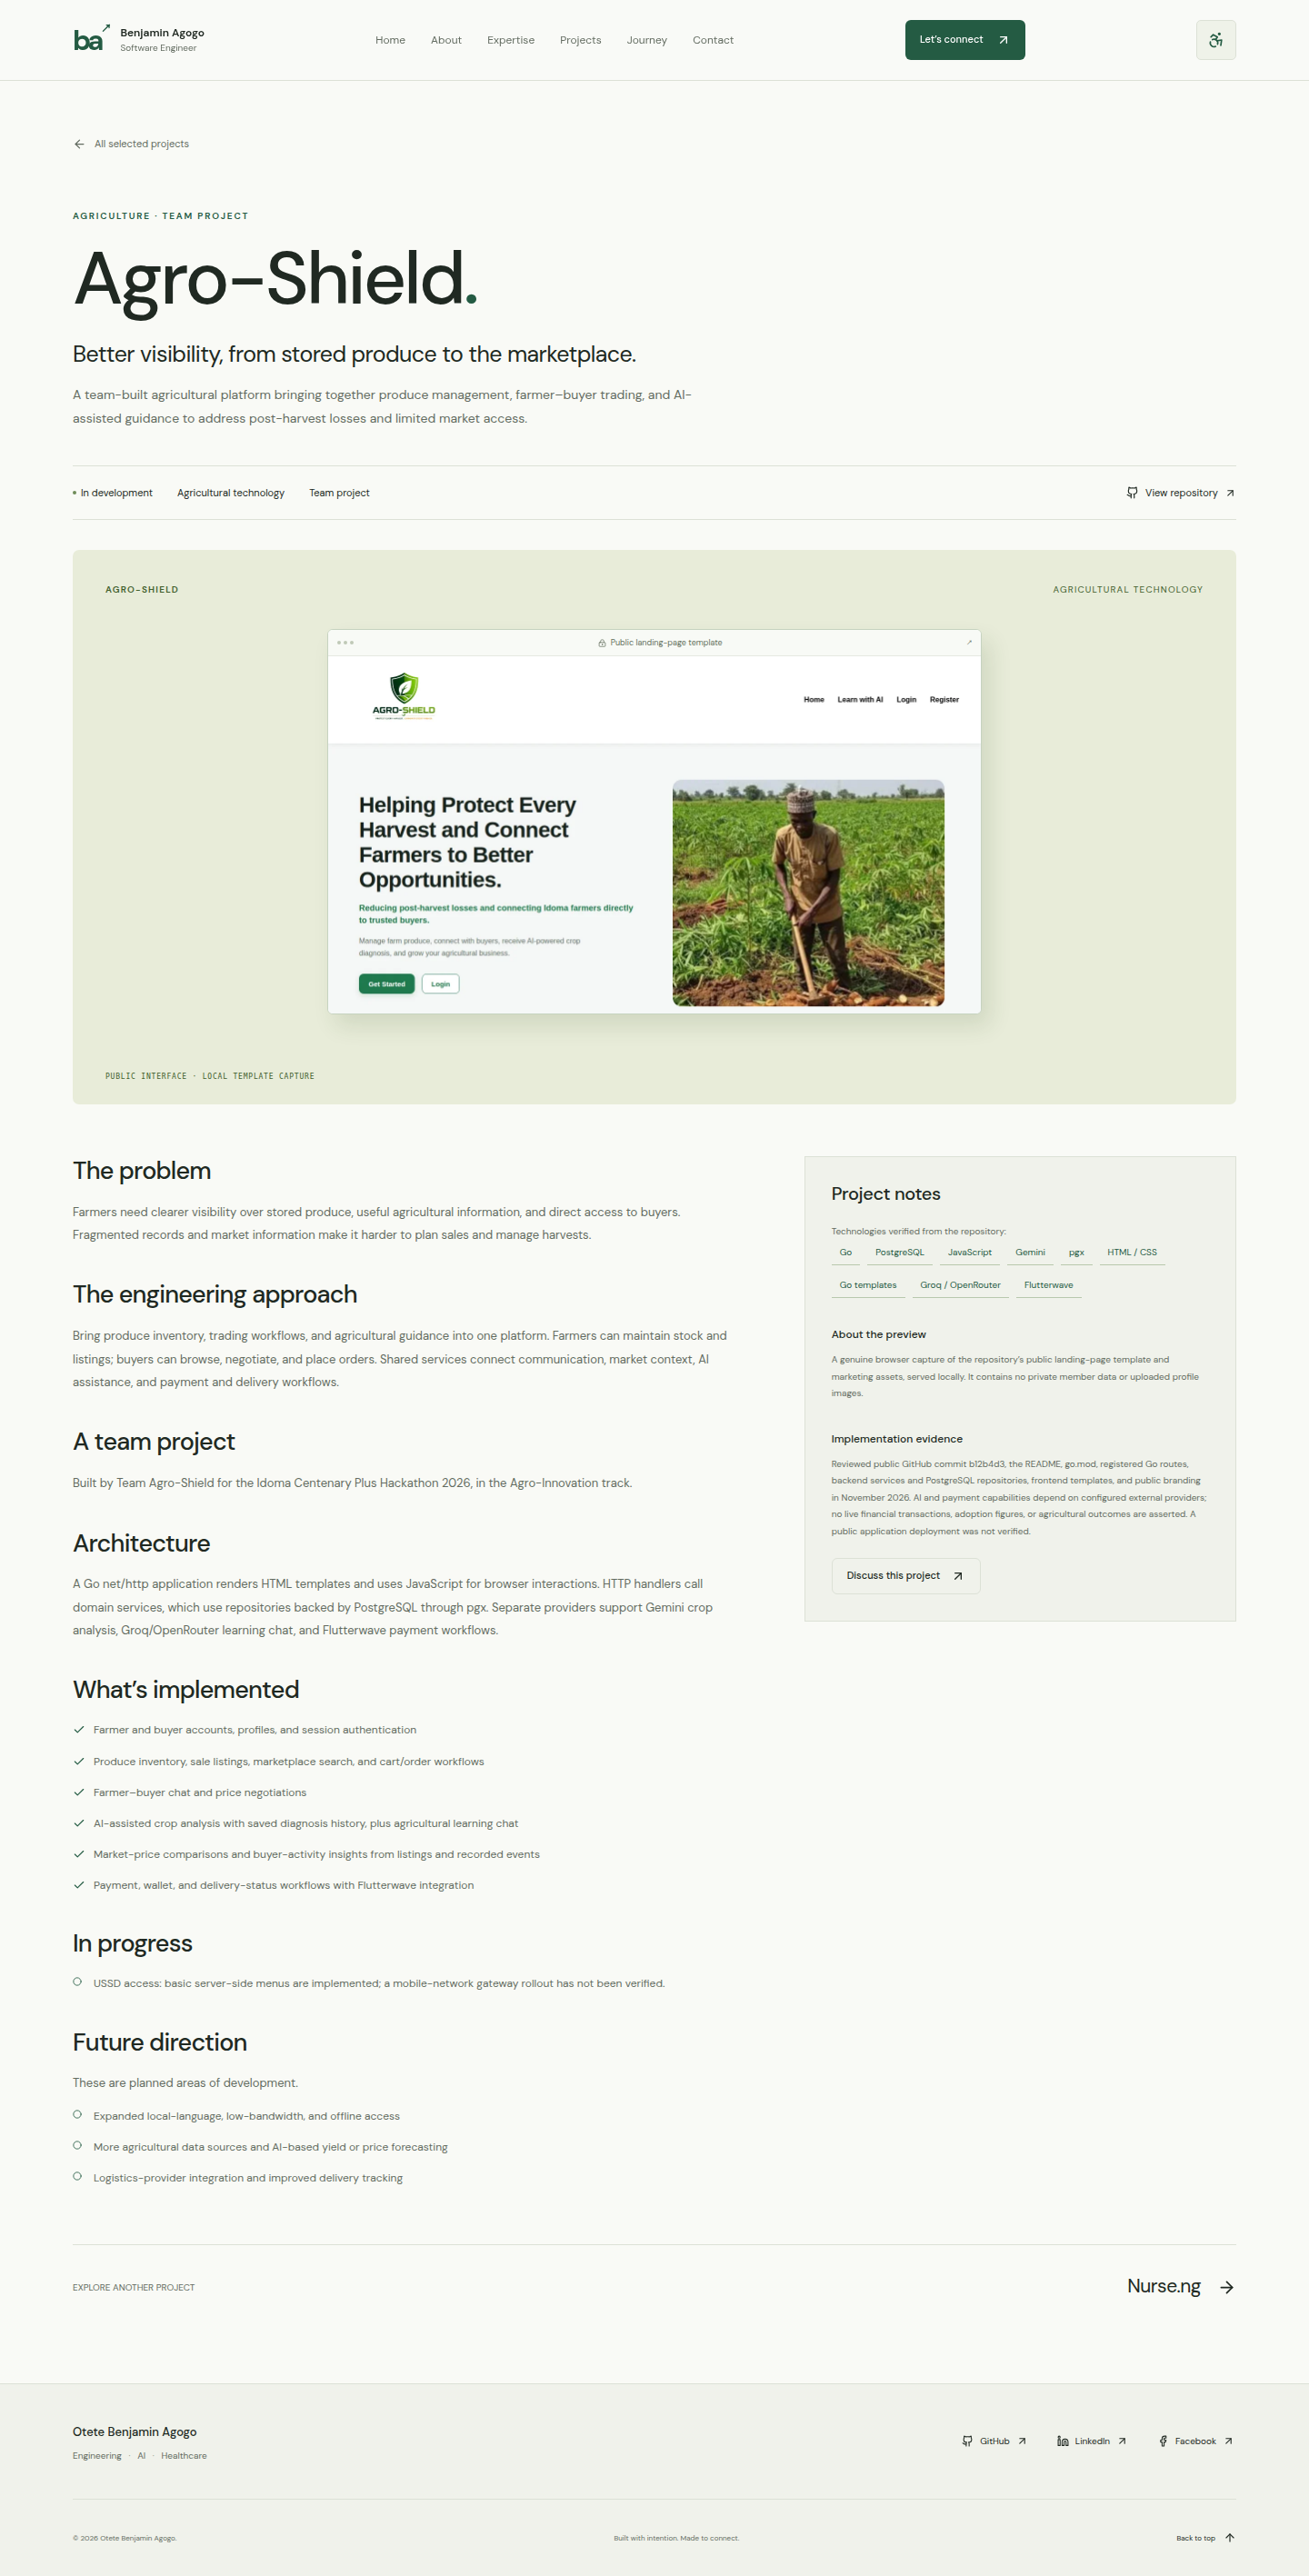 ba
Benjamin Agogo
Software Engineer
Home
About
Expertise
Projects
Journey
Contact
Let's connect
All selected projects
AGRICULTURE · TEAM PROJECT
Agro-Shield.
Better visibility, from stored produce to the marketplace.
A team-built agricultural platform bringing together produce management, farmer–buyer trading, and AI-
assisted guidance to address post-harvest losses and limited market access.
In development
Agricultural technology
Team project
View repository
AGRO-SHIELD
AGRICULTURAL TECHNOLOGY
Public landing-page template
AGRO-SHIELD
Home
Learn with AI
Login
Register
Helping Protect Every
Harvest and Connect
Farmers to Better
Opportunities.
Reducing post-harvest losses and connecting Idoma farmers directly
to trusted buyers.
Manage farm produce, connect with buyers, receive AI-powered crop
diagnosis, and grow your agricultural business.
Get Started
Login
PUBLIC INTERFACE · LOCAL TEMPLATE CAPTURE
The problem
Farmers need clearer visibility over stored produce, useful agricultural information, and direct access to buyers.
Fragmented records and market information make it harder to plan sales and manage harvests.
The engineering approach
Bring produce inventory, trading workflows, and agricultural guidance into one platform. Farmers can maintain stock and
listings; buyers can browse, negotiate, and place orders. Shared services connect communication, market context, AI
assistance, and payment and delivery workflows.
A team project
Built by Team Agro-Shield for the Idoma Centenary Plus Hackathon 2026, in the Agro-Innovation track.
Architecture
A Go net/http application renders HTML templates and uses JavaScript for browser interactions. HTTP handlers call
domain services, which use repositories backed by PostgreSQL through pgx. Separate providers support Gemini crop
analysis, Groq/OpenRouter learning chat, and Flutterwave payment workflows.
What's implemented
Farmer and buyer accounts, profiles, and session authentication
Produce inventory, sale listings, marketplace search, and cart/order workflows
Farmer–buyer chat and price negotiations
AI-assisted crop analysis with saved diagnosis history, plus agricultural learning chat
Market-price comparisons and buyer-activity insights from listings and recorded events
Payment, wallet, and delivery-status workflows with Flutterwave integration
In progress
USSD access: basic server-side menus are implemented; a mobile-network gateway rollout has not been verified.
Future direction
These are planned areas of development.
Expanded local-language, low-bandwidth, and offline access
More agricultural data sources and AI-based yield or price forecasting
Logistics-provider integration and improved delivery tracking
Project notes
Technologies verified from the repository:
Go
PostgreSQL
JavaScript
Gemini
pgx
HTML / CSS
Go templates
Groq / OpenRouter
Flutterwave
About the preview
A genuine browser capture of the repository's public landing-page template and
marketing assets, served locally. It contains no private member data or uploaded profile
images.
Implementation evidence
Reviewed public GitHub commit b12b4d3, the README, go.mod, registered Go routes,
backend services and PostgreSQL repositories, frontend templates, and public branding
in November 2026. AI and payment capabilities depend on configured external providers;
no live financial transactions, adoption figures, or agricultural outcomes are asserted. A
public application deployment was not verified.
Discuss this project
EXPLORE ANOTHER PROJECT
Nurse.ng
Otete Benjamin Agogo
Engineering · AI · Healthcare
GitHub
LinkedIn
Facebook
© 2026 Otete Benjamin Agogo.
Built with intention. Made to connect.
Back to top